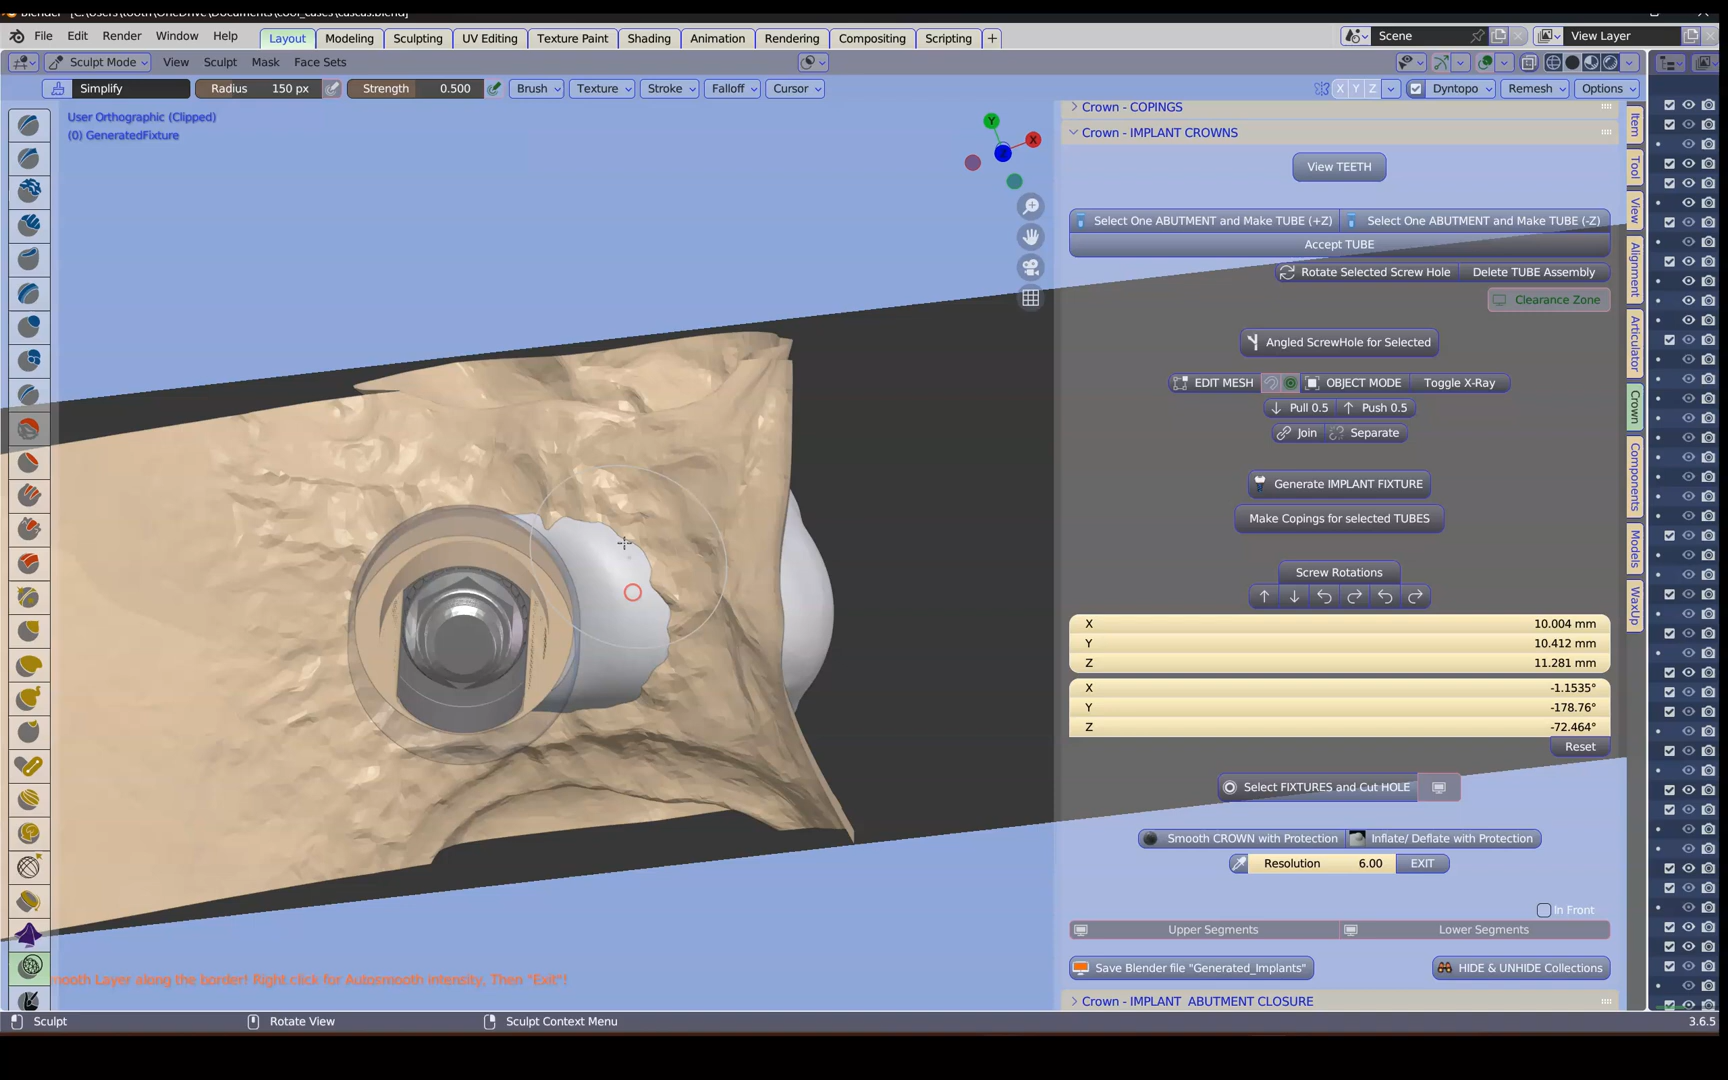 Blender - [C:\Users\tooth\OneDrive\Documents\cool_cases\cascas.blend]
File Edit Render Window Help Layout Modeling Sculpting UV Editing Texture Paint Shading Animation Rendering Compositing Scripting + Scene View Layer
Sculpt Mode View Sculpt Mask Face Sets
Simplify Radius 150 px Strength 0.500 Brush Texture Stroke Falloff Cursor X Y Z Dyntopo Remesh Options
User Orthographic (Clipped)
(0) GeneratedFixture
Y
X
Crown - COPINGS
Crown - IMPLANT CROWNS
View TEETH
Select One ABUTMENT and Make TUBE (+Z) Select One ABUTMENT and Make TUBE (-Z)
Accept TUBE
Rotate Selected Screw Hole Delete TUBE Assembly
Clearance Zone
Angled ScrewHole for Selected
EDIT MESH OBJECT MODE Toggle X-Ray
Pull 0.5 Push 0.5
Join Separate
Generate IMPLANT FIXTURE
Make Copings for selected TUBES
Screw Rotations
X 10.004 mm
Y 10.412 mm
Z 11.281 mm
X -1.1535°
Y -178.76°
Z -72.464°
Reset
Select FIXTURES and Cut HOLE
Smooth CROWN with Protection Inflate/ Deflate with Protection
Resolution 6.00 EXIT
In Front
Upper Segments Lower Segments
Save Blender file "Generated_Implants" HIDE & UNHIDE Collections
Crown - IMPLANT ABUTMENT CLOSURE
Item
Tool
View
Alignment
Articulator
Crown
Components
Models
WaxUp
mooth Layer along the border! Right click for Autosmooth intensity, Then "Exit"!
Sculpt Rotate View Sculpt Context Menu 3.6.5